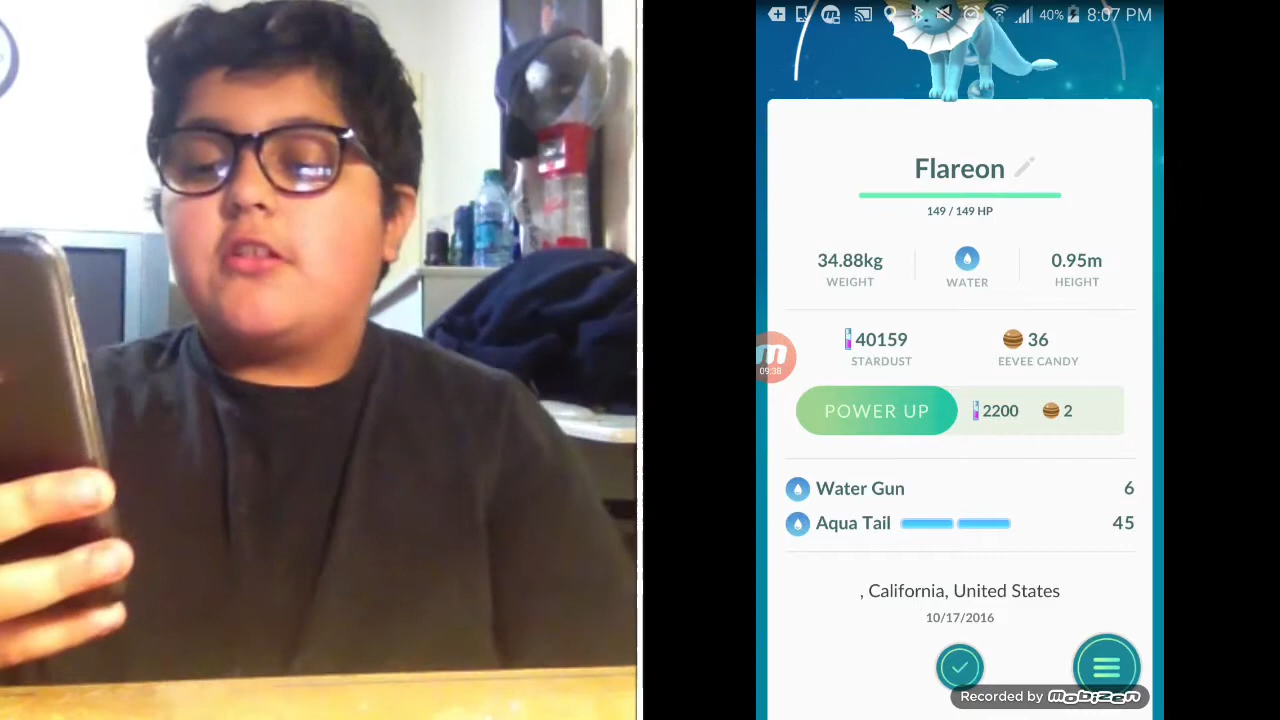 40% 8:07 PM
Flareon
149 / 149 HP
34.88kg
WEIGHT
WATER
0.95m
HEIGHT
40159
STARDUST
36
EEVEE CANDY
09:38
POWER UP 2200 2
Water Gun 6
Aqua Tail 45
, California, United States
10/17/2016
Recorded by MOBIZEN